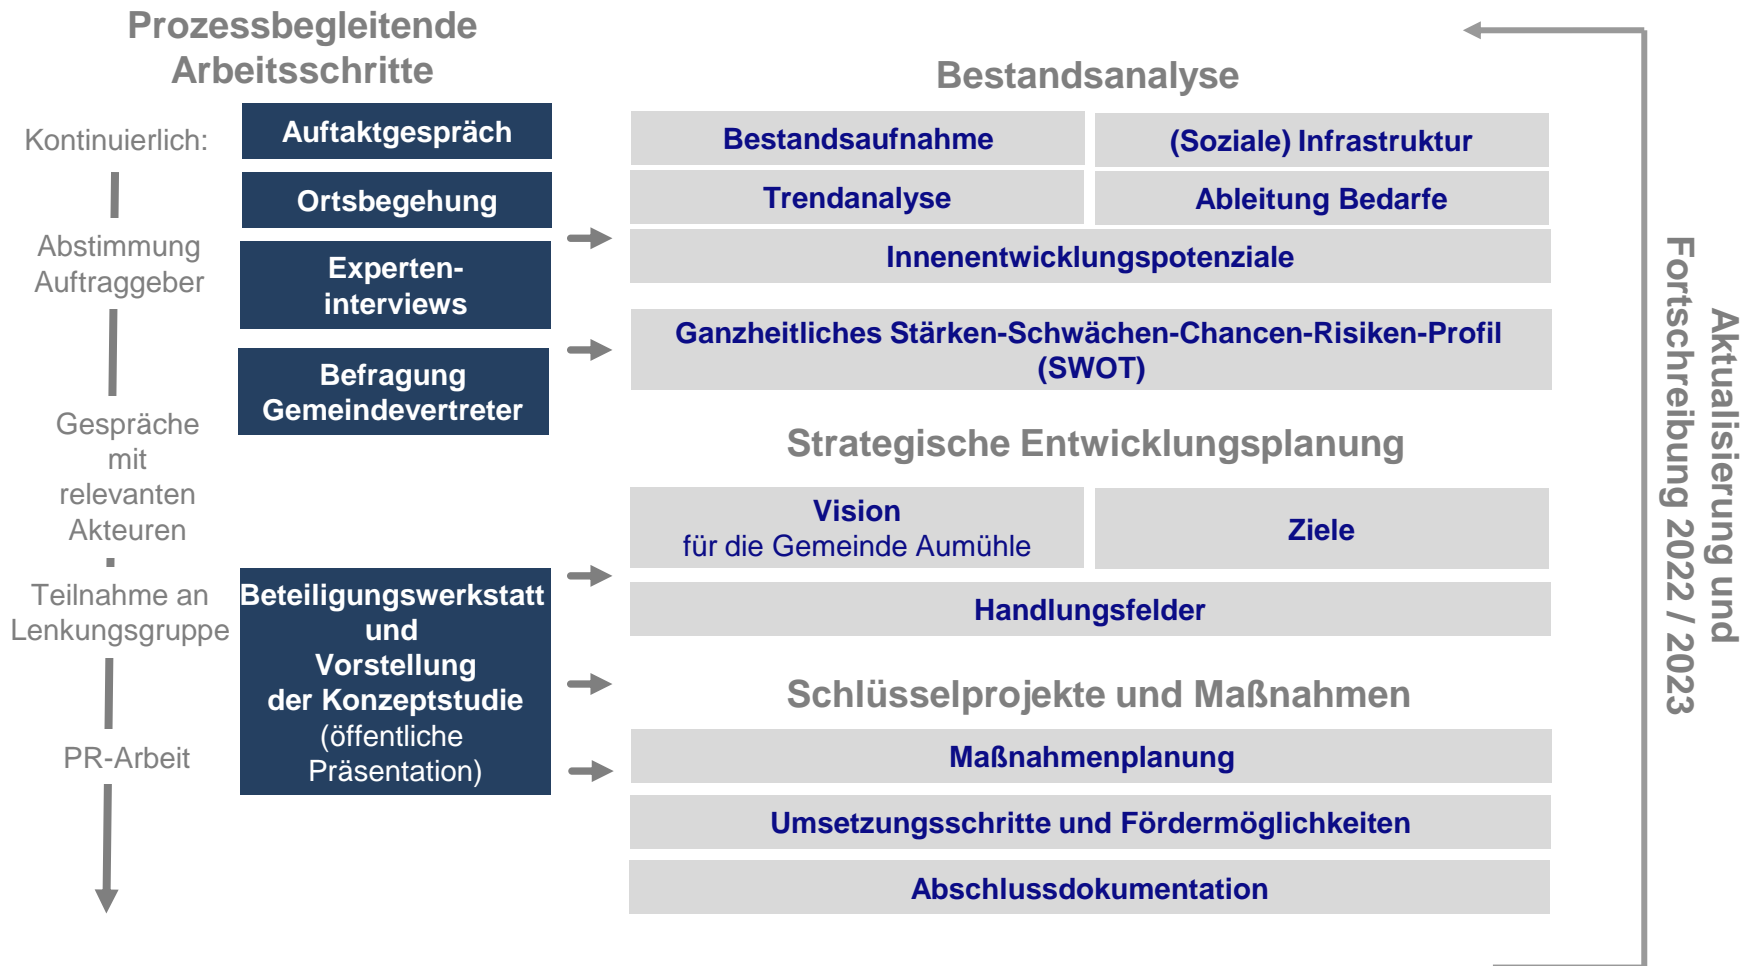 Prozessbegleitende
Arbeitsschritte
Kontinuierlich:
Abstimmung
Auftraggeber
Gespräche
mit
relevanten
Akteuren
Teilnahme an
Lenkungsgruppe
PR-Arbeit
Auftaktgespräch
Ortsbegehung
Experten-
interviews
Befragung
Gemeindevertreter
Beteiligungswerkstatt
und
Vorstellung
der Konzeptstudie
(öffentliche
Präsentation)
Bestandsanalyse
Bestandsaufnahme
(Soziale) Infrastruktur
Trendanalyse
Ableitung Bedarfe
Innenentwicklungspotenziale
Ganzheitliches Stärken-Schwächen-Chancen-Risiken-Profil
(SWOT)
Strategische Entwicklungsplanung
Vision
für die Gemeinde Aumühle
Ziele
Handlungsfelder
Schlüsselprojekte und Maßnahmen
Maßnahmenplanung
Umsetzungsschritte und Fördermöglichkeiten
Abschlussdokumentation
Aktualisierung und
Fortschreibung 2022 / 2023